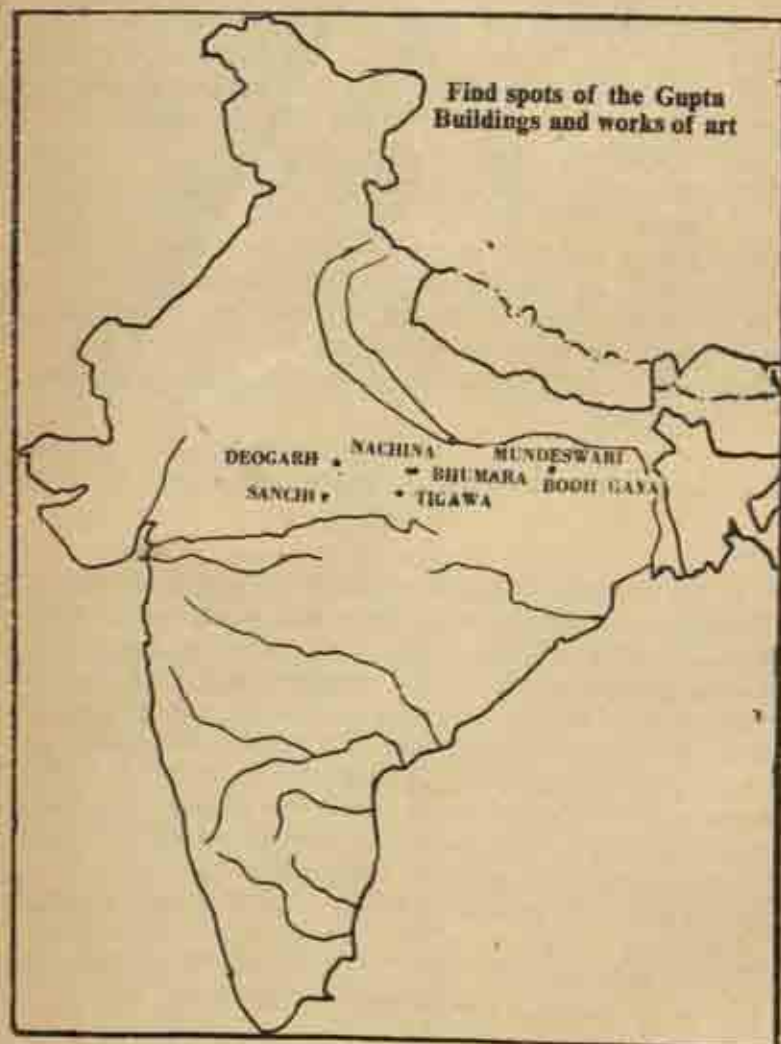 Find spots of the Gupta
Buildings and works of art
DEOGARH
NACHINA
MUNDESWARI
BHUMARA
BODH GAYA
SANCHI
TIGAWA